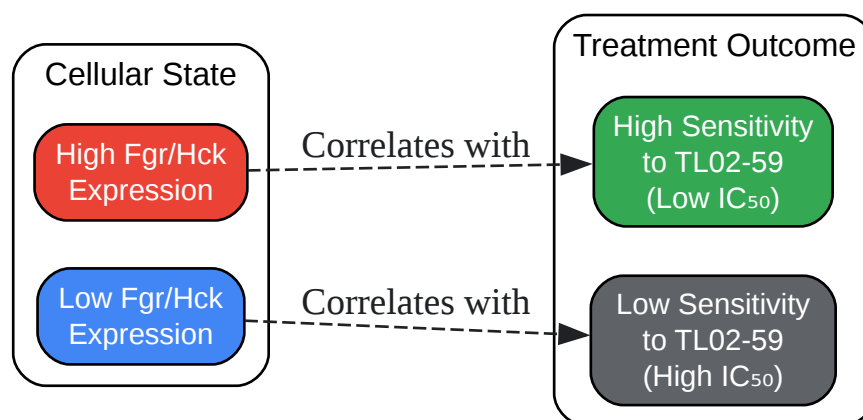 Cellular State
High Fgr/Hck
Expression
Low Fgr/Hck
Expression
Correlates with
Correlates with
Treatment Outcome
High Sensitivity
to TL02-59
(Low IC₅₀)
Low Sensitivity
to TL02-59
(High IC₅₀)